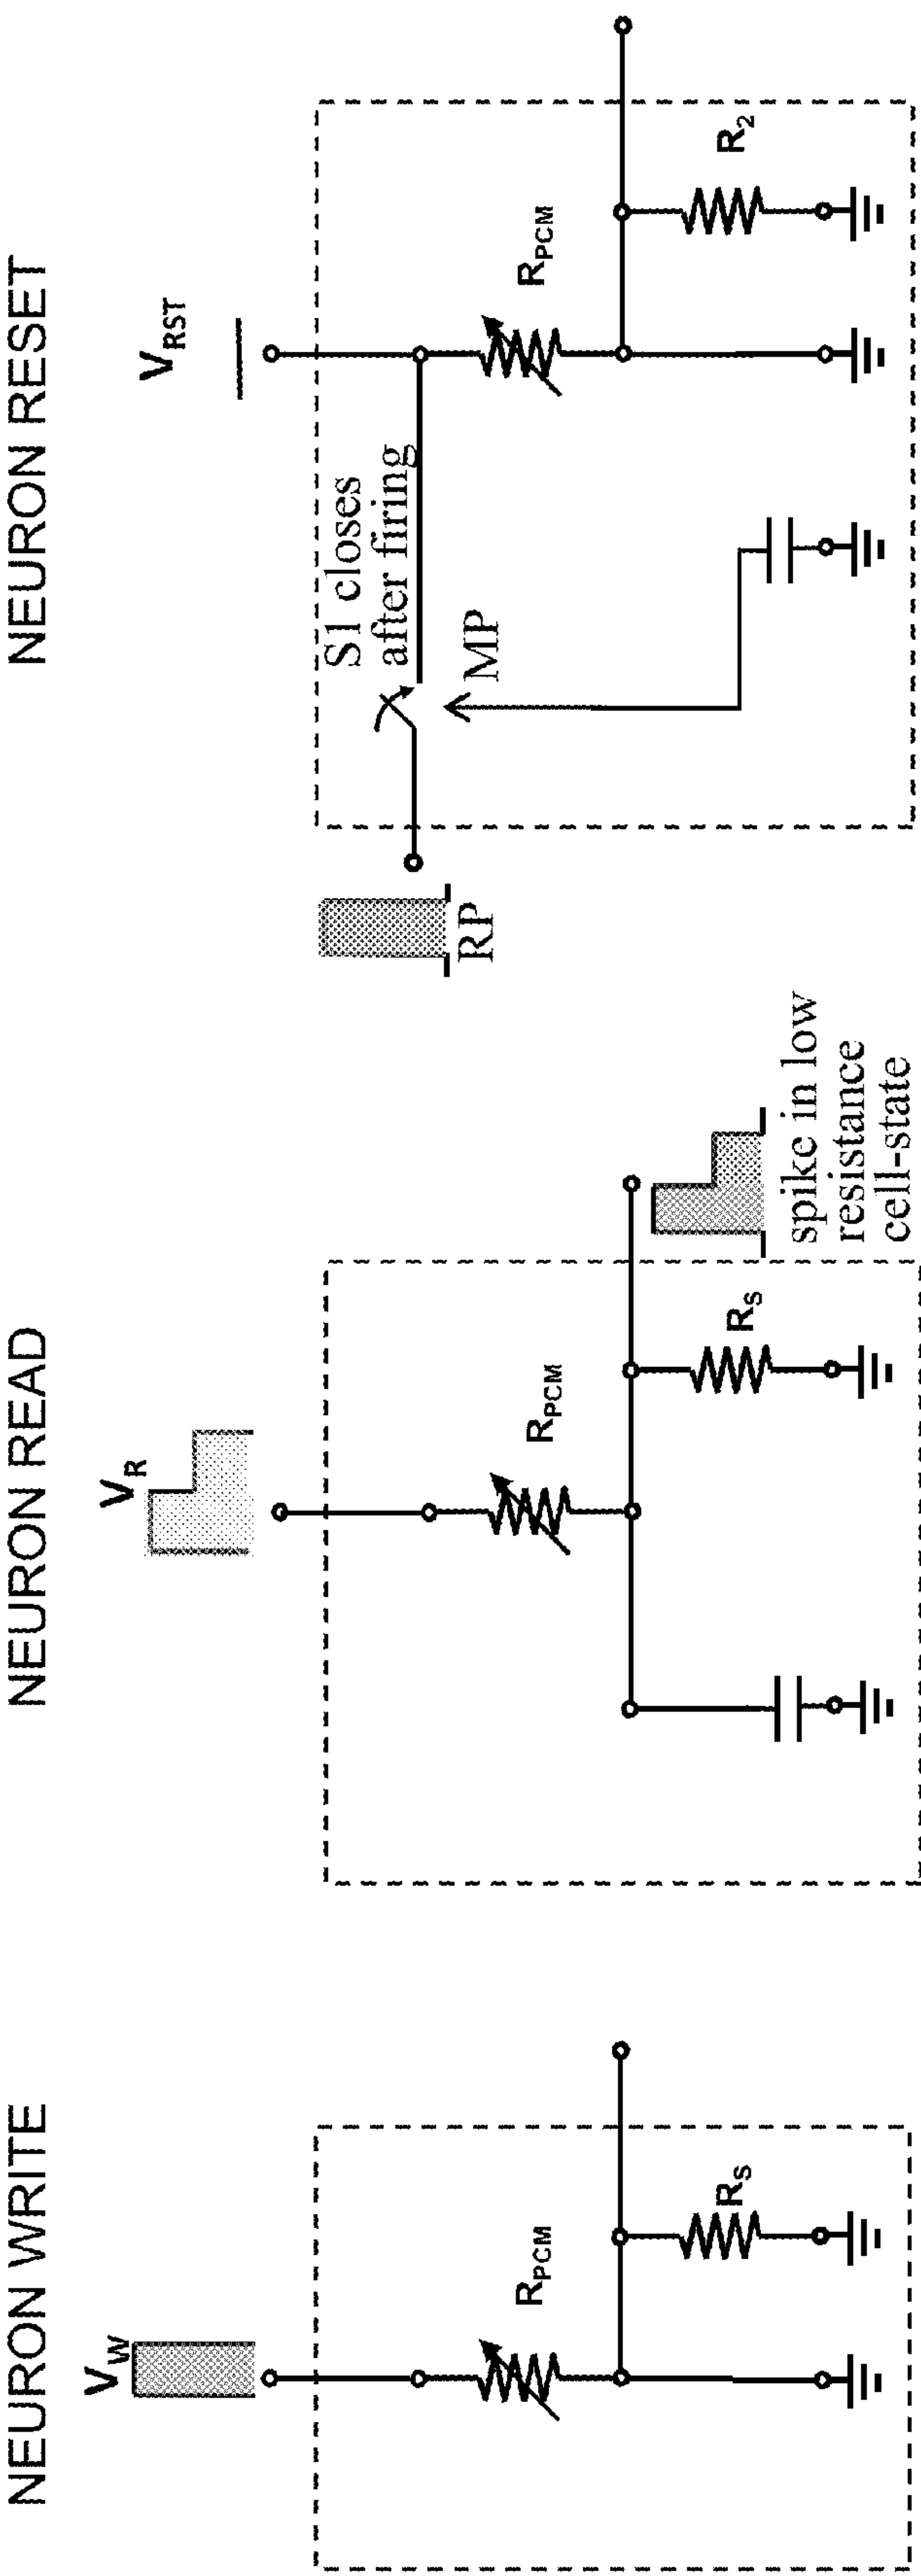 NEURON WRITE
V_W
R_PCM
R_S
NEURON READ
V_R
R_PCM
R_S
spike in low
resistance
cell-state
NEURON RESET
V_RST
S1 closes
after firing
R_PCM
MP
R_2
RP